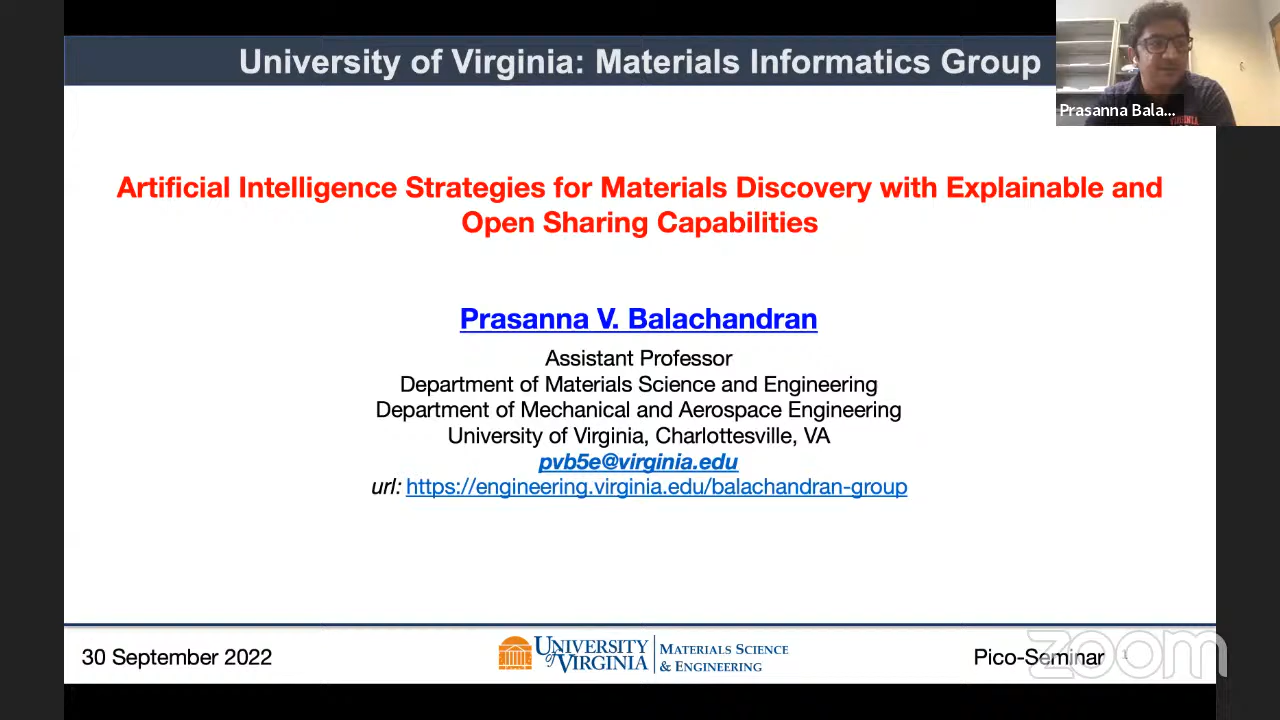 University of Virginia: Materials Informatics Group
Prasanna Bala...
VIRGINIA
Artificial Intelligence Strategies for Materials Discovery with Explainable and
Open Sharing Capabilities
Prasanna V. Balachandran
Assistant Professor
Department of Materials Science and Engineering
Department of Mechanical and Aerospace Engineering
University of Virginia, Charlottesville, VA
pvb5e@virginia.edu
url: https://engineering.virginia.edu/balachandran-group
30 September 2022
UNIVERSITY
of VIRGINIA
MATERIALS SCIENCE
& ENGINEERING
Pico-Seminar 1
zoom